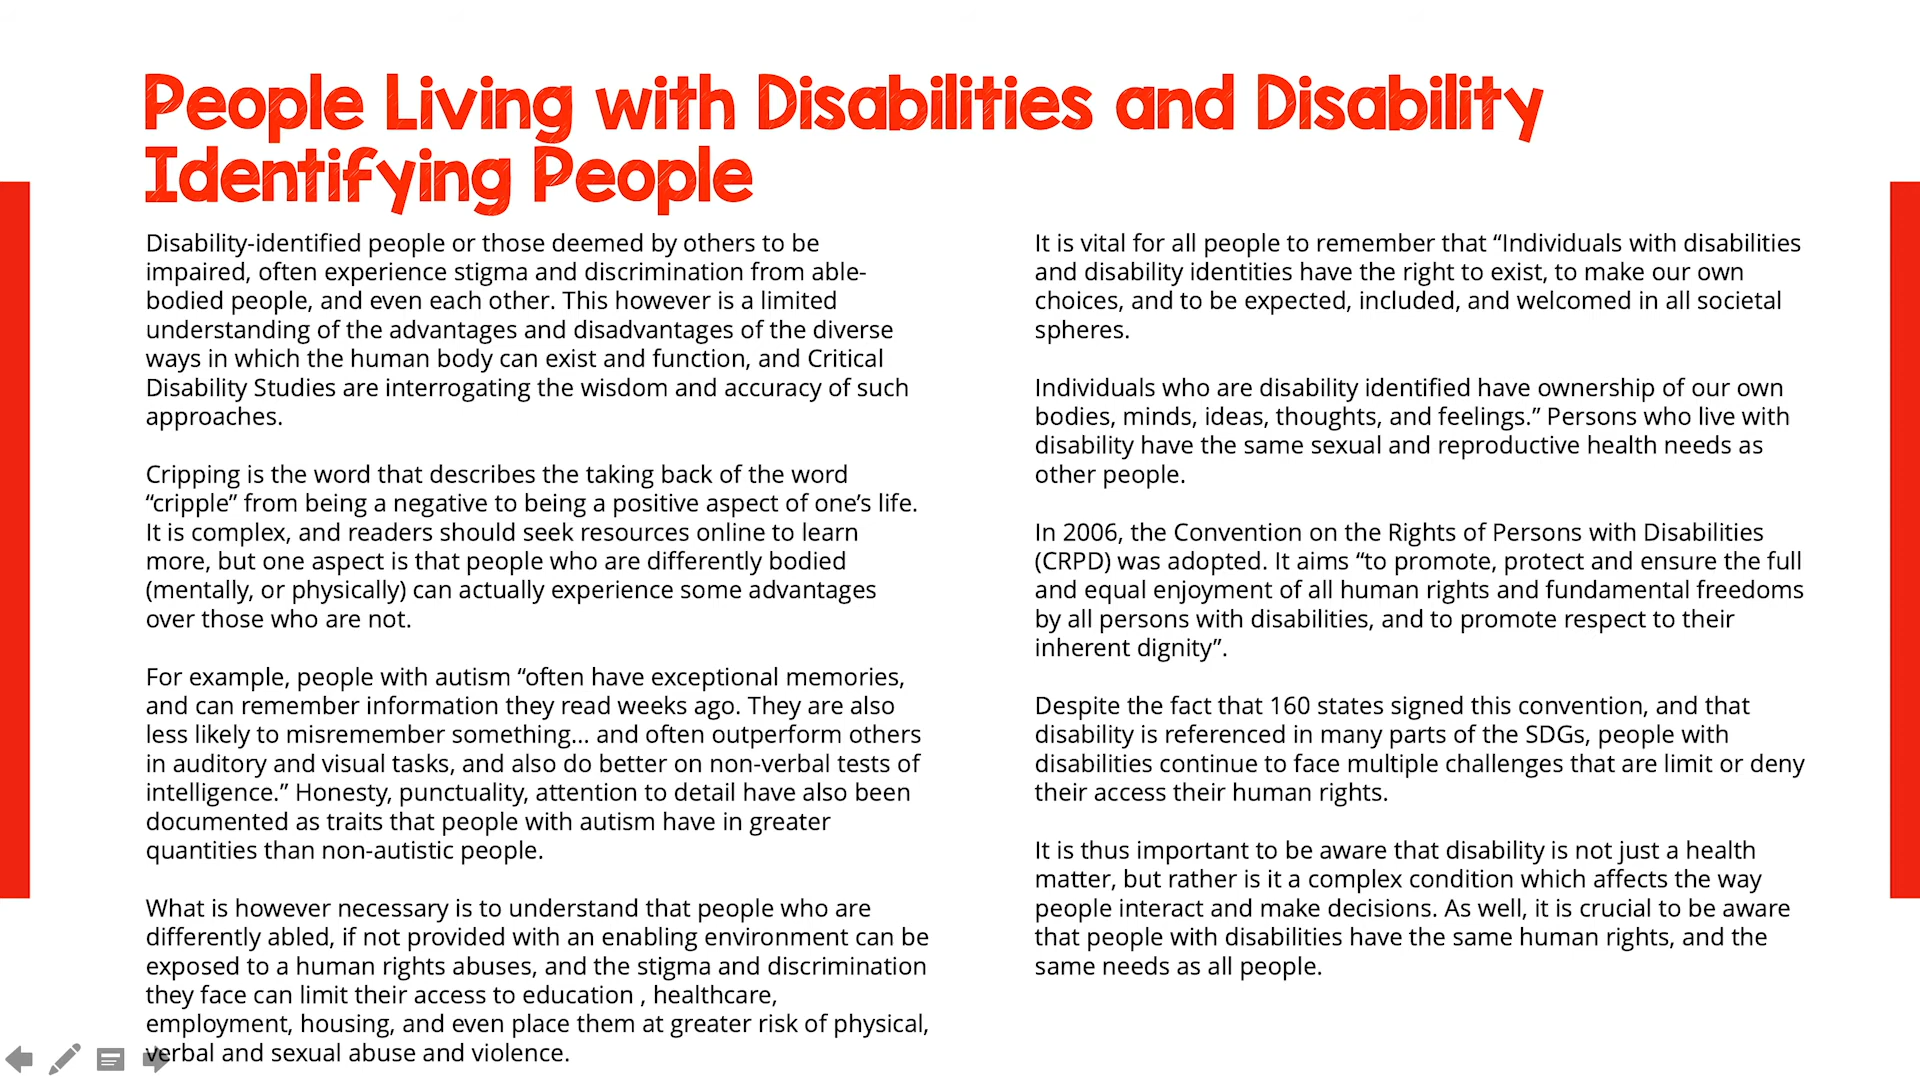 People Living with Disabilities and Disability
Identifying People
Disability-identified people or those deemed by others to be
impaired, often experience stigma and discrimination from able-
bodied people, and even each other. This however is a limited
understanding of the advantages and disadvantages of the diverse
ways in which the human body can exist and function, and Critical
Disability Studies are interrogating the wisdom and accuracy of such
approaches.
Cripping is the word that describes the taking back of the word
“cripple” from being a negative to being a positive aspect of one’s life.
It is complex, and readers should seek resources online to learn
more, but one aspect is that people who are differently bodied
(mentally, or physically) can actually experience some advantages
over those who are not.
For example, people with autism “often have exceptional memories,
and can remember information they read weeks ago. They are also
less likely to misremember something... and often outperform others
in auditory and visual tasks, and also do better on non-verbal tests of
intelligence.” Honesty, punctuality, attention to detail have also been
documented as traits that people with autism have in greater
quantities than non-autistic people.
What is however necessary is to understand that people who are
differently abled, if not provided with an enabling environment can be
exposed to a human rights abuses, and the stigma and discrimination
they face can limit their access to education , healthcare,
employment, housing, and even place them at greater risk of physical,
verbal and sexual abuse and violence.
It is vital for all people to remember that “Individuals with disabilities
and disability identities have the right to exist, to make our own
choices, and to be expected, included, and welcomed in all societal
spheres.
Individuals who are disability identified have ownership of our own
bodies, minds, ideas, thoughts, and feelings.” Persons who live with
disability have the same sexual and reproductive health needs as
other people.
In 2006, the Convention on the Rights of Persons with Disabilities
(CRPD) was adopted. It aims “to promote, protect and ensure the full
and equal enjoyment of all human rights and fundamental freedoms
by all persons with disabilities, and to promote respect to their
inherent dignity”.
Despite the fact that 160 states signed this convention, and that
disability is referenced in many parts of the SDGs, people with
disabilities continue to face multiple challenges that are limit or deny
their access their human rights.
It is thus important to be aware that disability is not just a health
matter, but rather is it a complex condition which affects the way
people interact and make decisions. As well, it is crucial to be aware
that people with disabilities have the same human rights, and the
same needs as all people.